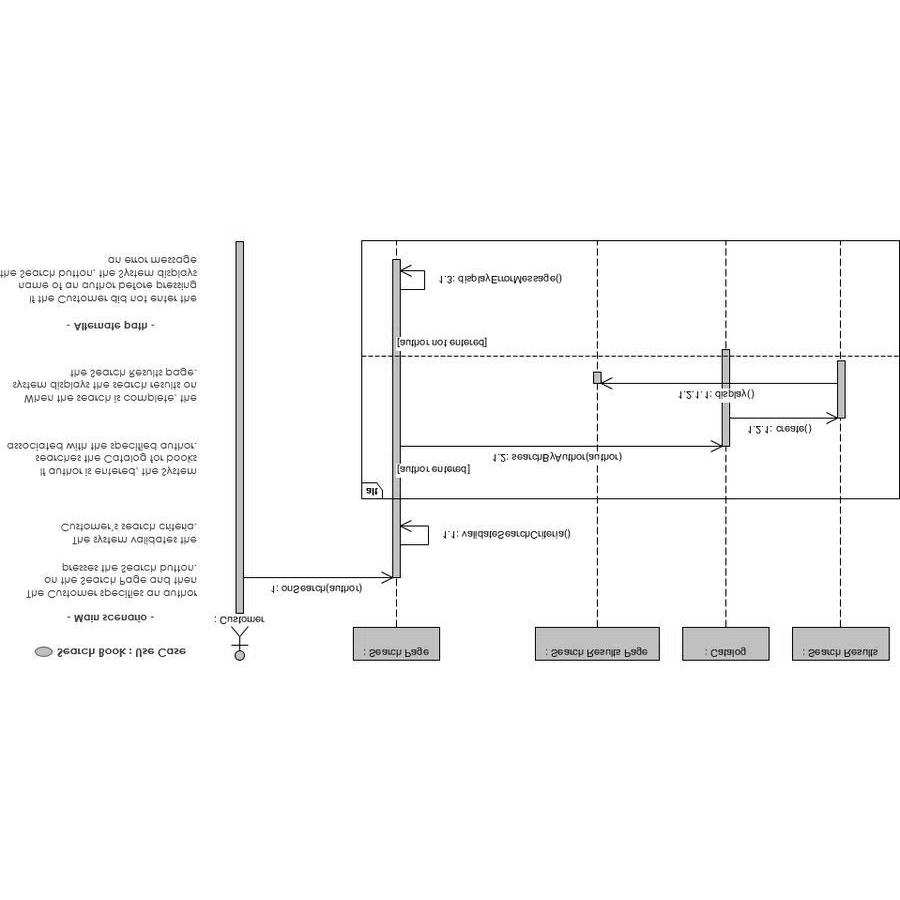 Search Book : Use Case
: Search Page
: Search Results Page
: Catalog
: Search Results
: Customer
- Main scenario -
The Customer specifies an author
on the Search Page and then
presses the Search button.
1: onSearch(author)
The system validates the
Customer's search criteria.
1.1: validateSearchCriteria()
alt
[author entered]
If author is entered, the System
searches the Catalog for books
associated with the specified author.
1.2: searchByAuthor(author)
1.2.1: create()
When the search is complete, the
system displays the search results on
the Search Results page.
1.2.1.1: display()
[author not entered]
- Alternate path -
If the Customer did not enter the
name of an author before pressing
the Search button, the System displays
an error message
1.3: displayErrorMessage()